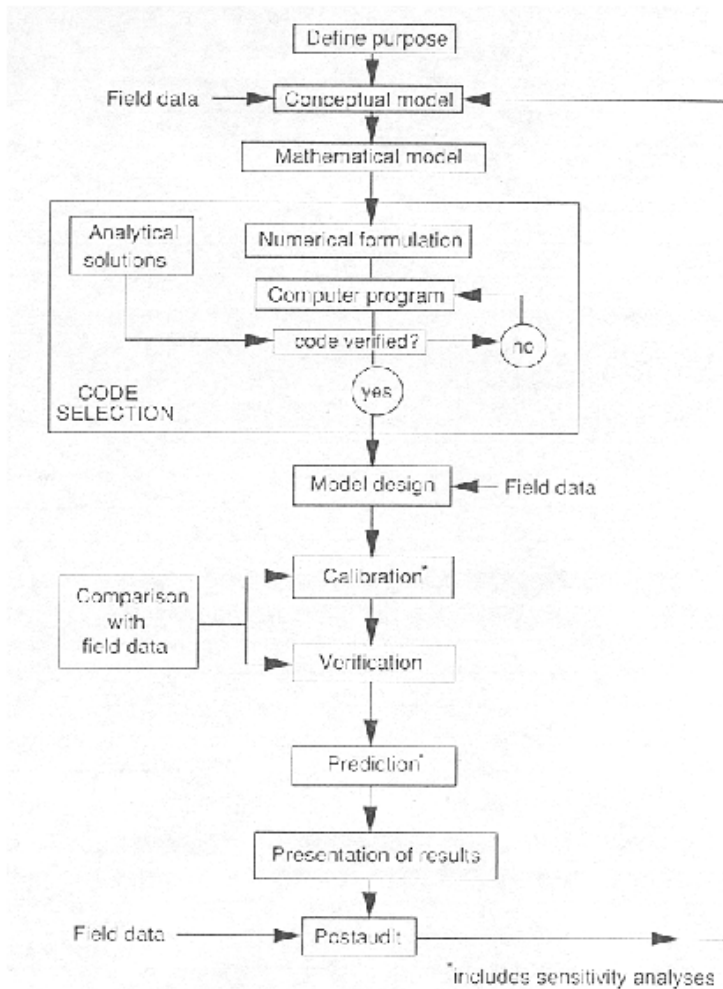 Define purpose
Field data
Conceptual model
Mathematical model
Analytical
solutions
Numerical formulation
Computer program
code verified?
no
yes
CODE
SELECTION
Model design
Field data
Calibration*
Comparison
with
field data
Verification
Prediction*
Presentation of results
Field data
Postaudit
*includes sensitivity analyses